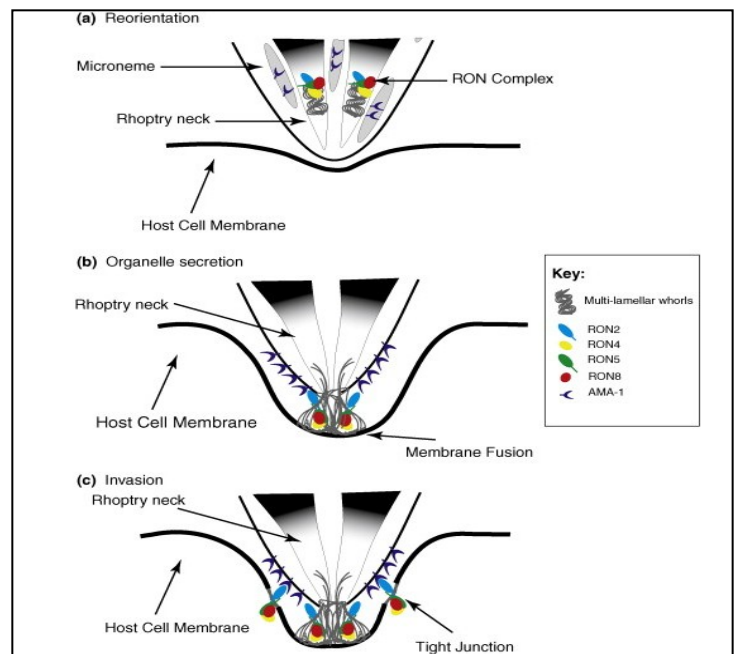 (a) Reorientation
Microneme
RON Complex
Rhoptry neck
Host Cell Membrane
(b) Organelle secretion
Rhoptry neck
Host Cell Membrane
Membrane Fusion
Key:
Multi-lamellar whorls
RON2
RON4
RON5
RON8
AMA-1
(c) Invasion
Rhoptry neck
Host Cell Membrane
Tight Junction